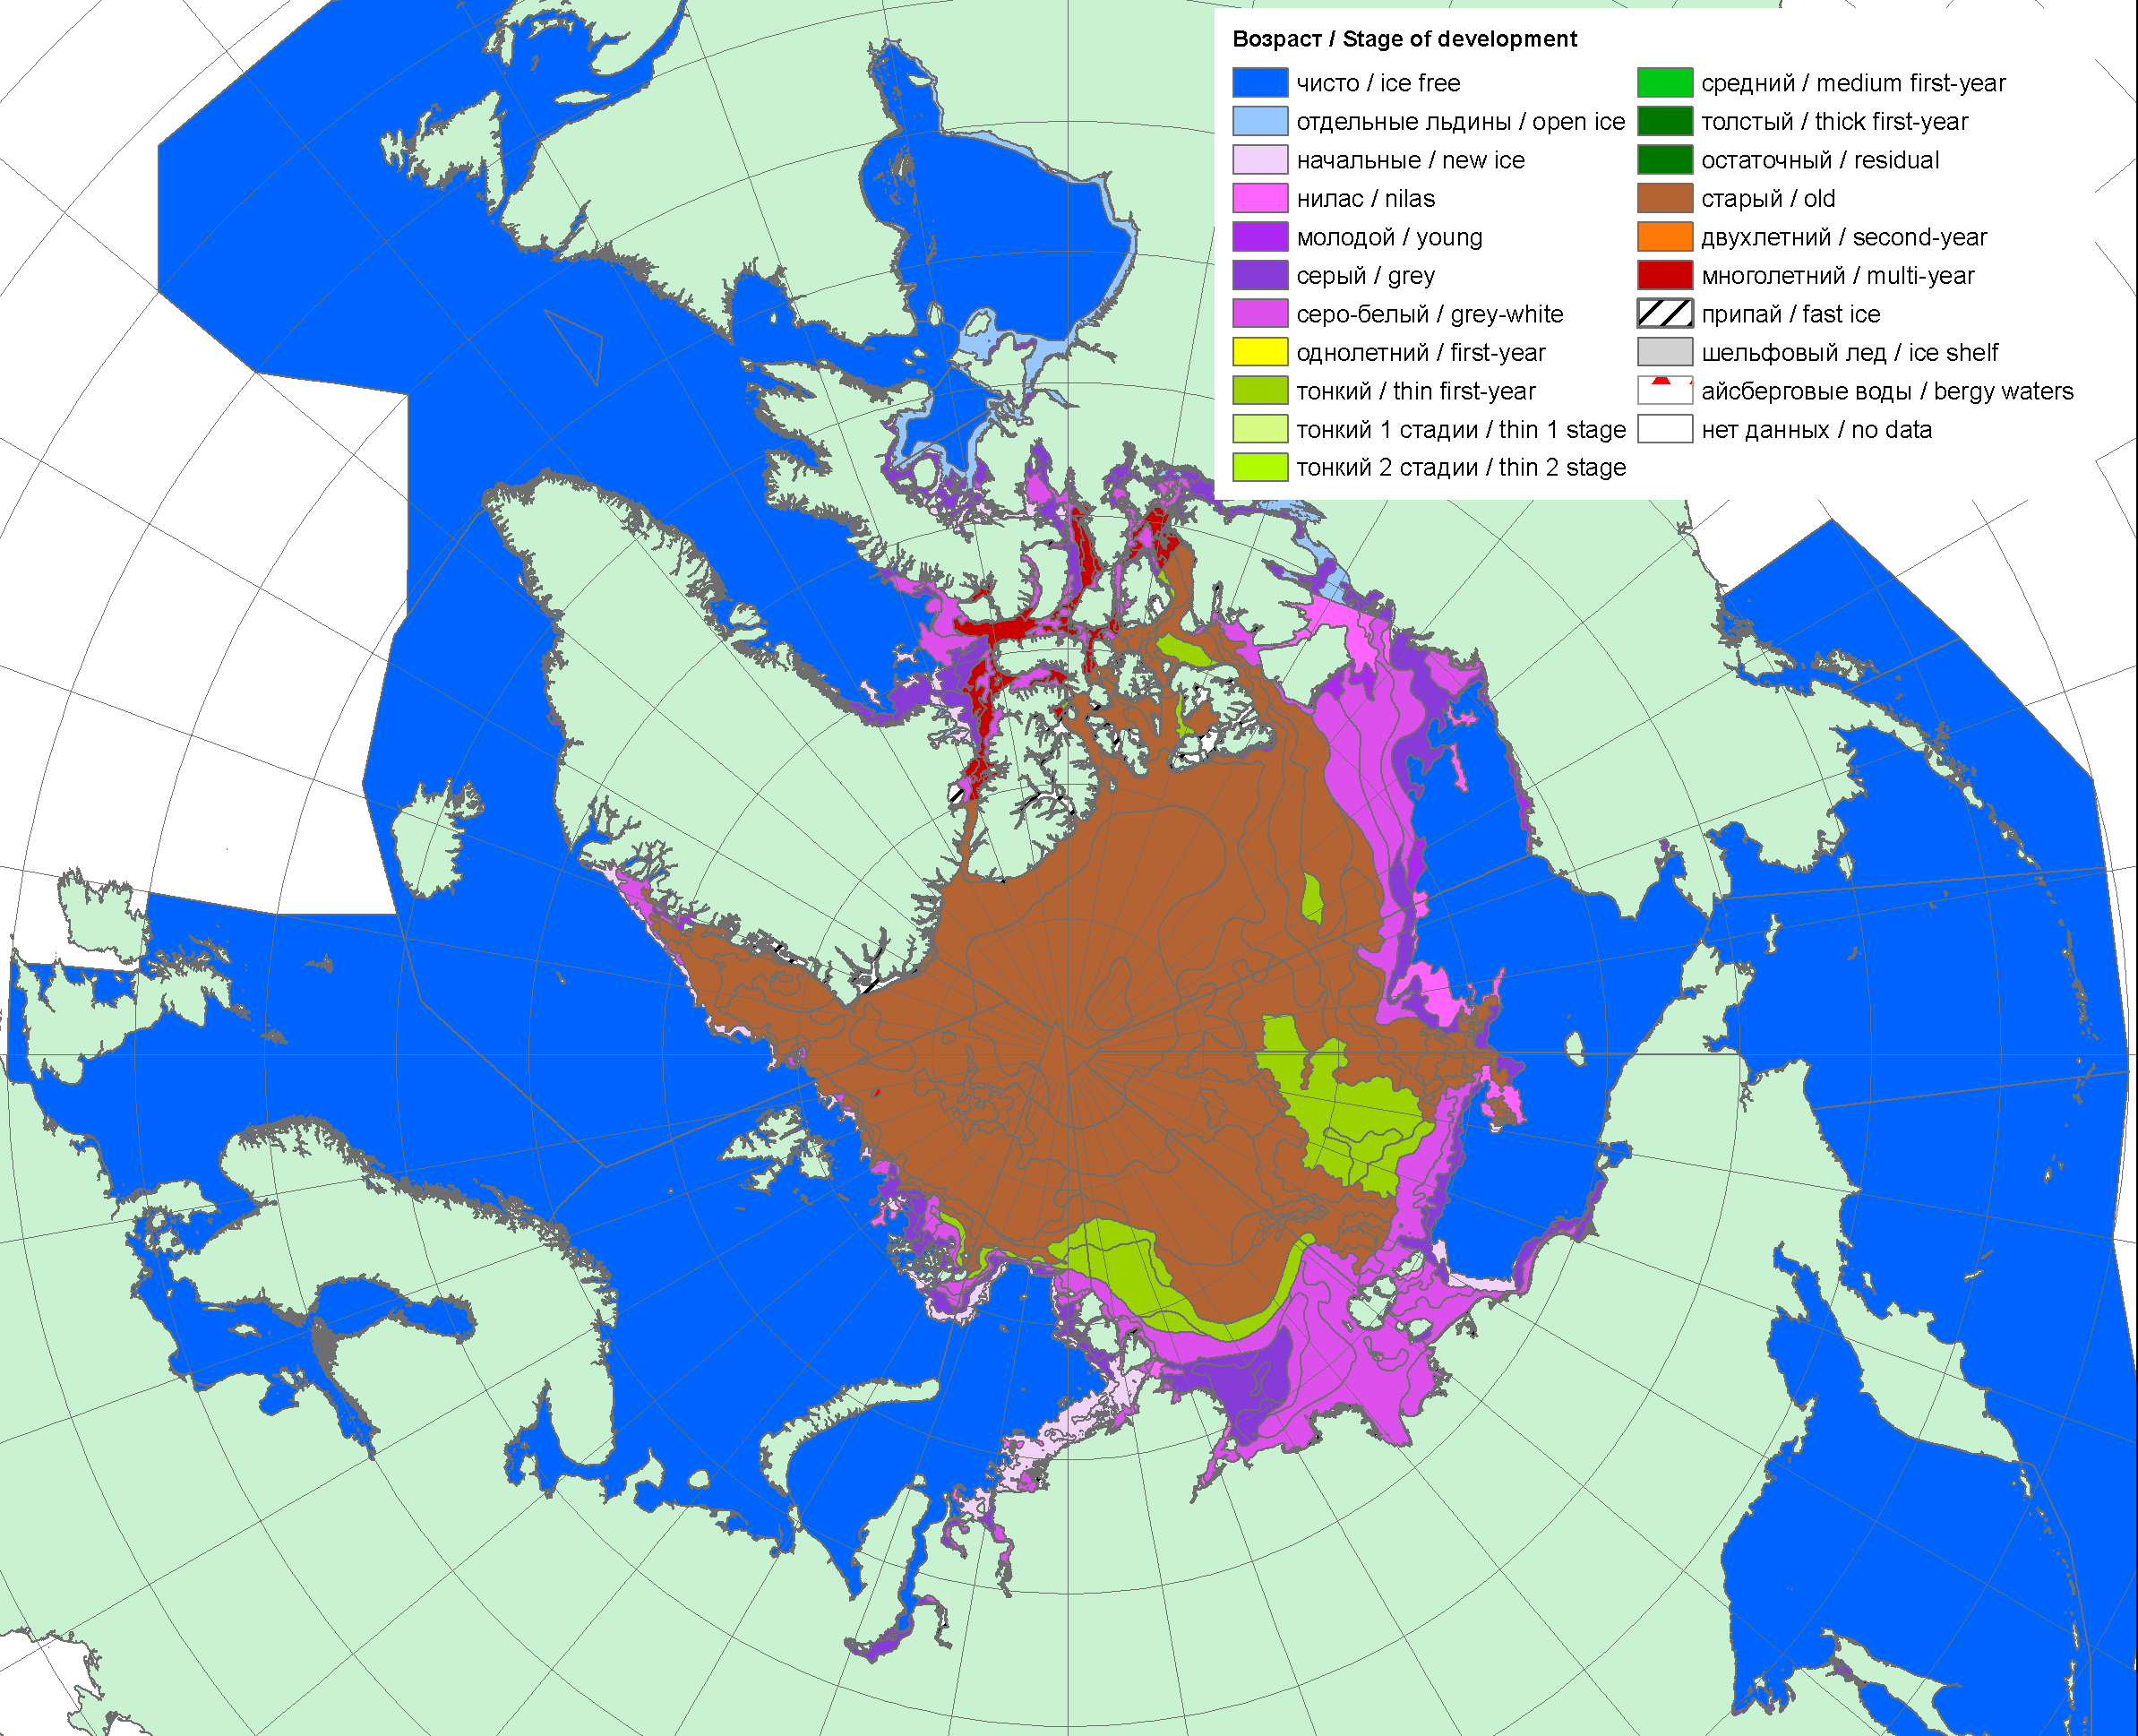 Возраст / Stage of development
чисто / ice free
отдельные льдины / open ice
начальные / new ice
нилас / nilas
молодой / young
серый / grey
серо-белый / grey-white
однолетний / first-year
тонкий / thin first-year
тонкий 1 стадии / thin 1 stage
тонкий 2 стадии / thin 2 stage
средний / medium first-year
толстый / thick first-year
остаточный / residual
старый / old
двухлетний / second-year
многолетний / multi-year
припай / fast ice
шельфовый лед / ice shelf
айсберговые воды / bergy waters
нет данных / no data